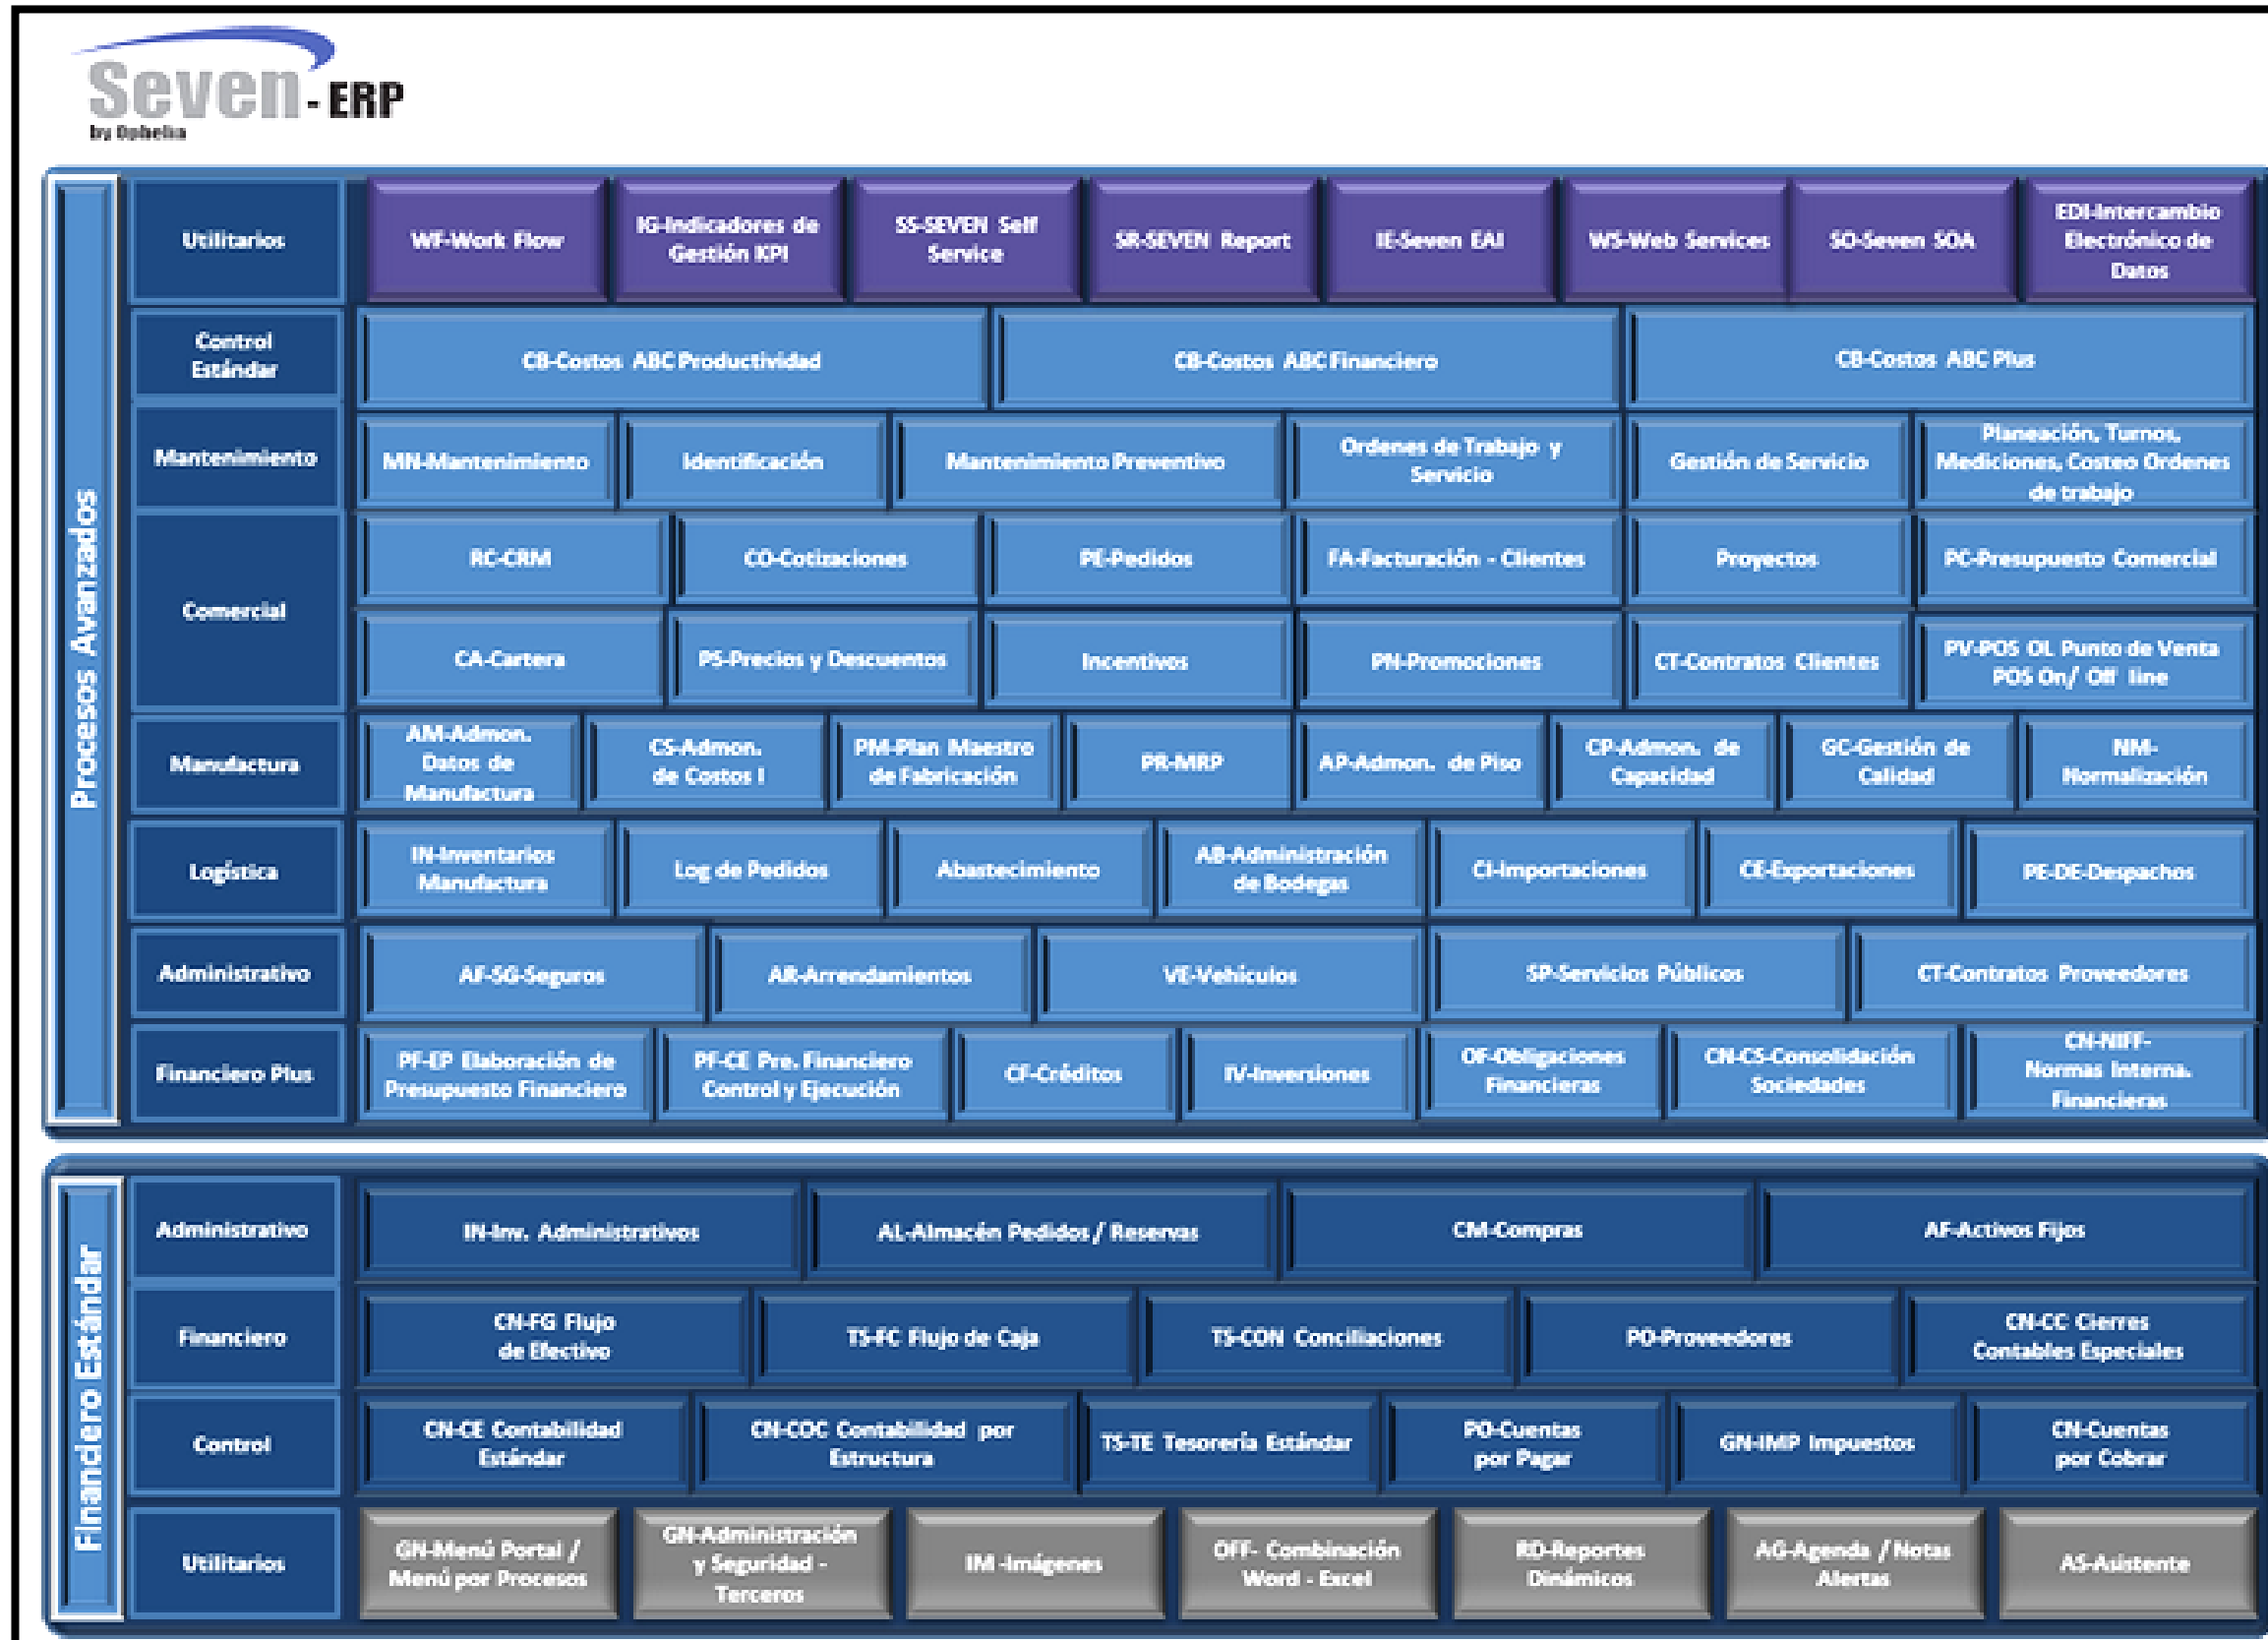 Seven - ERP
by Ophelia
Procesos Avanzados
Utilitarios
WF-Work Flow
IG-Indicadores de
Gestión KPI
SS-SEVEN Self
Service
SR-SEVEN Report
IE-Seven EAI
WS-Web Services
SO-Seven SOA
EDI-Intercambio
Electrónico de
Datos
Control
Estándar
CB-Costos ABC Productividad
CB-Costos ABC Financiero
CB-Costos ABC Plus
Mantenimiento
MN-Mantenimiento
Identificación
Mantenimiento Preventivo
Ordenes de Trabajo y
Servicio
Gestión de Servicio
Planeación, Turnos,
Mediciones, Costeo Ordenes
de trabajo
Comercial
RC-CRM
CO-Cotizaciones
PE-Pedidos
FA-Facturación - Clientes
Proyectos
PC-Presupuesto Comercial
CA-Cartera
PS-Precios y Descuentos
Incentivos
PN-Promociones
CT-Contratos Clientes
PV-POS OL Punto de Venta
POS On/ Off line
Manufactura
AM-Admon.
Datos de
Manufactura
CS-Admon.
de Costos I
PM-Plan Maestro
de Fabricación
PR-MRP
AP-Admon. de Piso
CP-Admon. de
Capacidad
GC-Gestión de
Calidad
NM-
Normalización
Logística
IN-Inventarios
Manufactura
Log de Pedidos
Abastecimiento
AB-Administración
de Bodegas
CI-Importaciones
CE-Exportaciones
PE-DE-Despachos
Administrativo
AF-SG-Seguros
AR-Arrendamientos
VE-Vehículos
SP-Servicios Públicos
CT-Contratos Proveedores
Financiero Plus
PF-EP Elaboración de
Presupuesto Financiero
PF-CE Pre. Financiero
Control y Ejecución
CF-Créditos
IV-Inversiones
OF-Obligaciones
Financieras
CN-CS-Consolidación
Sociedades
CN-NIFF-
Normas Interna.
Financieras
Financiero Estándar
Administrativo
IN-Inv. Administrativos
AL-Almacén Pedidos / Reservas
CM-Compras
AF-Activos Fijos
Financiero
CN-FG Flujo
de Efectivo
TS-FC Flujo de Caja
TS-CON Conciliaciones
PO-Proveedores
CN-CC Cierres
Contables Especiales
Control
CN-CE Contabilidad
Estándar
CN-COC Contabilidad por
Estructura
TS-TE Tesorería Estándar
PO-Cuentas
por Pagar
GN-IMP Impuestos
CN-Cuentas
por Cobrar
Utilitarios
GN-Menú Portal /
Menú por Procesos
GN-Administración
y Seguridad -
Terceros
IM -Imágenes
OFF- Combinación
Word - Excel
RD-Reportes
Dinámicos
AG-Agenda / Notas
Alertas
AS-Asistente